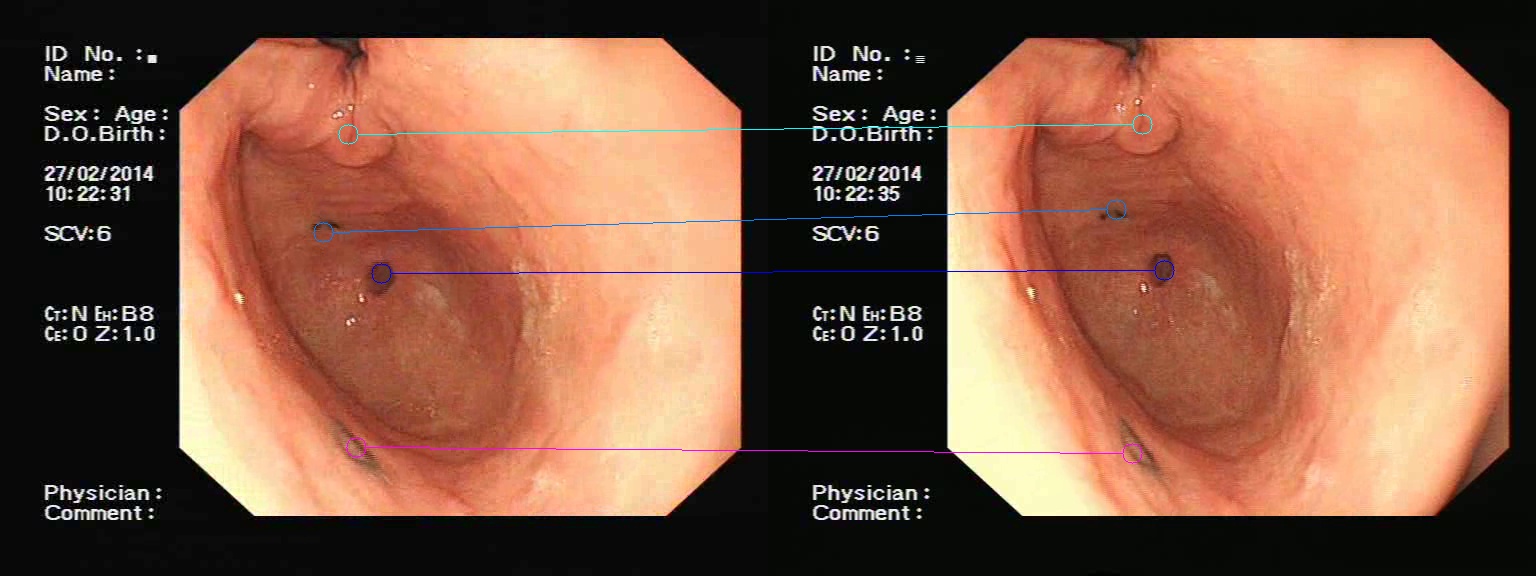 ID No. :
Name:
Sex: Age:
D.O.Birth:
27/02/2014
10:22:31
SCV:6
CT:N EH:B8
CE:0 Z:1.0
Physician:
Comment:
ID No. :
Name:
Sex: Age:
D.O.Birth:
27/02/2014
10:22:35
SCV:6
CT:N EH:B8
CE:0 Z:1.0
Physician:
Comment: